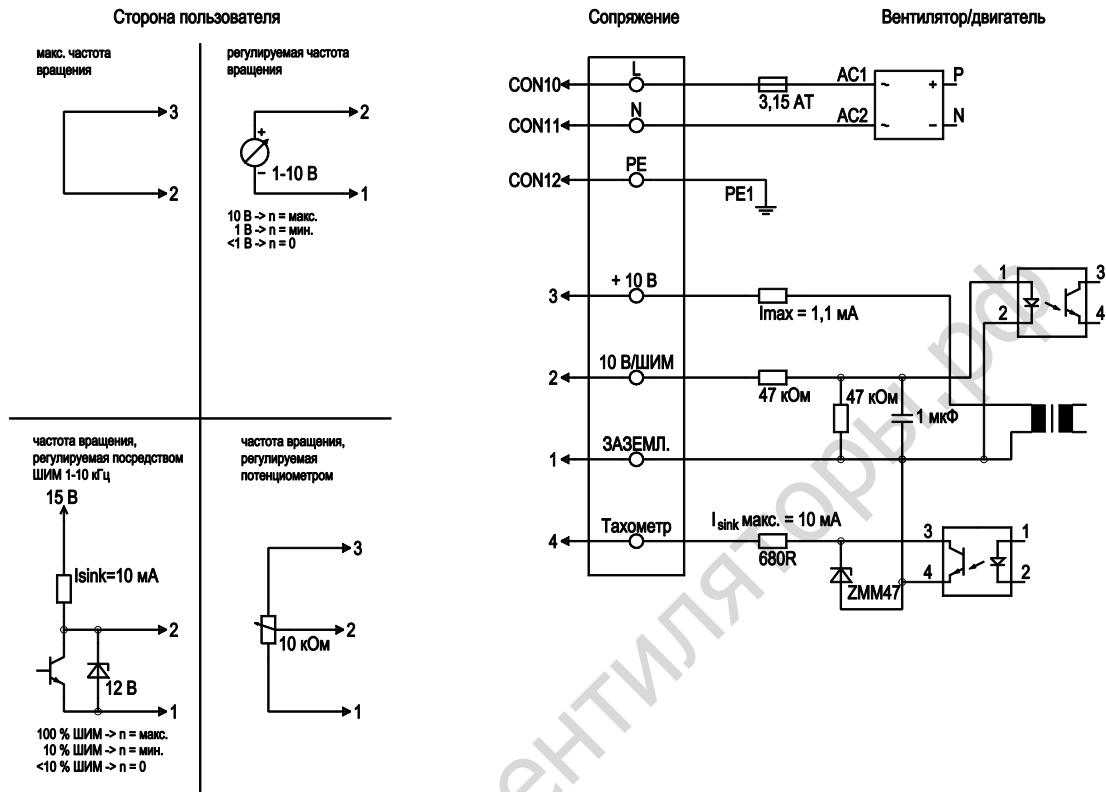 Сторона пользователя
макс. частота
вращения
3
2
регулируемая частота
вращения
2
+
− 1-10 В
1
10 В -> n = макс.
1 В -> n = мин.
<1 В -> n = 0
частота вращения,
регулируемая посредством
ШИМ 1-10 кГц
15 В
Isink=10 мА
2
12 В
1
100 % ШИМ -> n = макс.
10 % ШИМ -> n = мин.
<10 % ШИМ -> n = 0
частота вращения,
регулируемая
потенциометром
3
2
10 кОм
1
Сопряжение
Вентилятор/двигатель
CON10
L
3,15 AT
AC1
~ + P
CON11
N
AC2
~ − N
CON12
PE
PE1
3
+ 10 В
Imax = 1,1 мА
1
2
3
4
2
10 В/ШИМ
47 кОм
47 кОм
1 мкФ
1
ЗАЗЕМЛ.
4
Тахометр
Isink макс. = 10 мА
680R
ZMM47
3
4
1
2
вентиляторы.рф